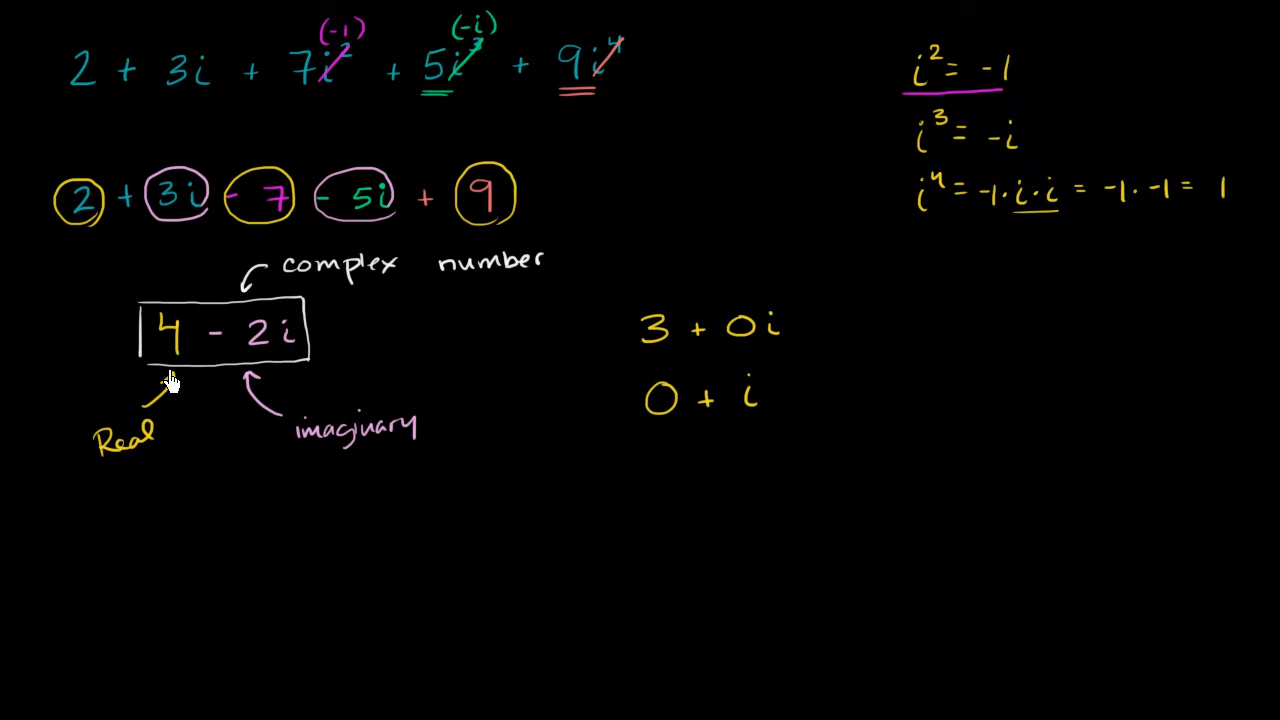 (-1) (-i)
2 + 3i + 7i² + 5i³ + 9i⁴
2 + 3i - 7 - 5i + 9
complex number
4 - 2i
Real
imaginary
i² = -1
i³ = -i
i⁴ = -1 · i · i = -1 · -1 = 1
3 + 0i
0 + i